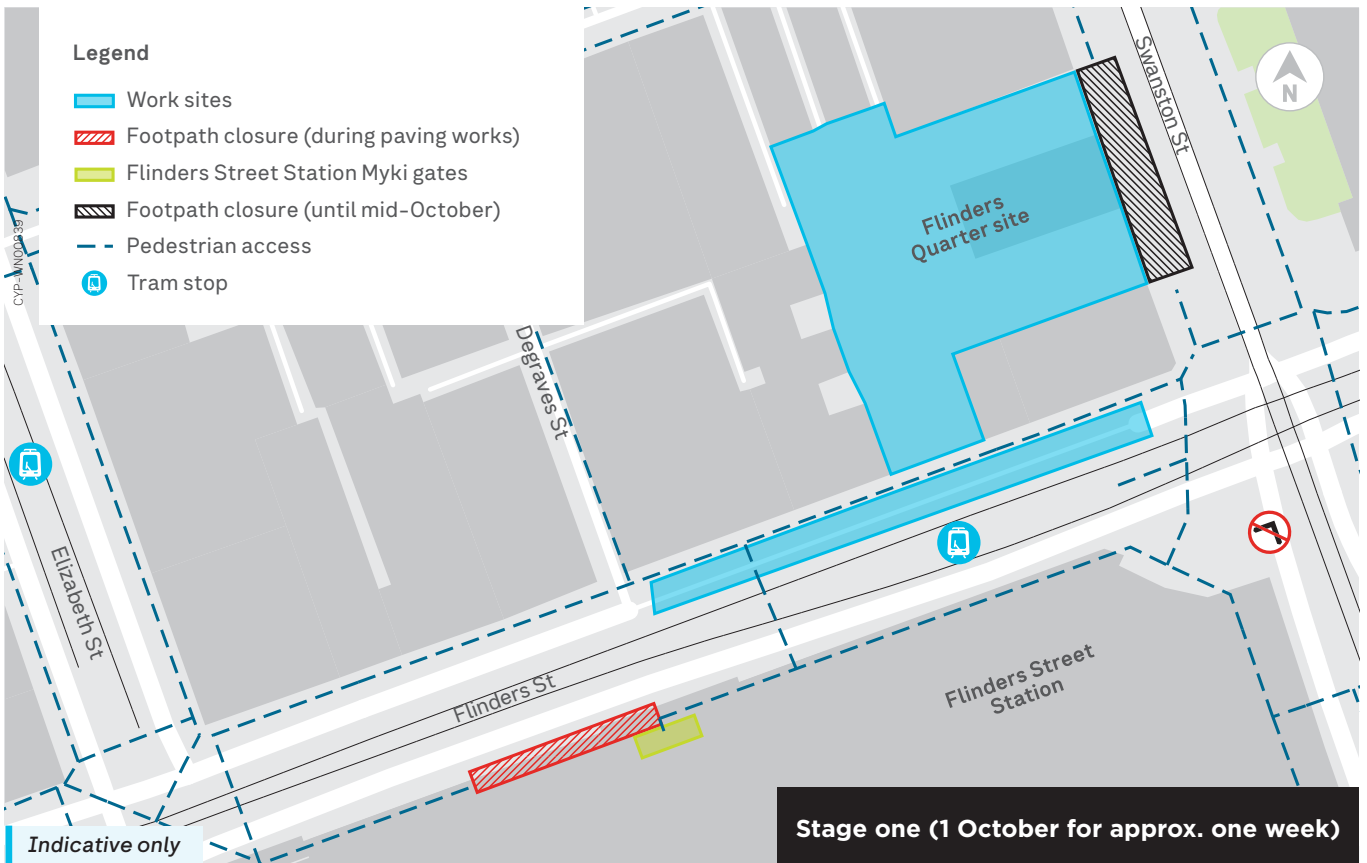 Legend
Work sites
Footpath closure (during paving works)
Flinders Street Station Myki gates
Footpath closure (until mid-October)
Pedestrian access
Tram stop
CYP-WN00839
Swanston St
N
Flinders
Quarter site
Degraves St
Elizabeth St
Flinders St
Flinders Street
Station
Indicative only
Stage one (1 October for approx. one week)